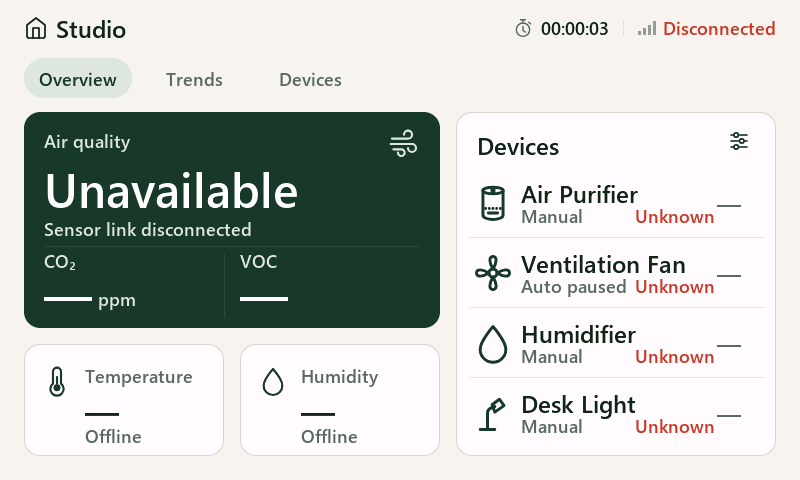 Studio
00:00:03
Disconnected
Overview
Trends
Devices
Air quality
Unavailable
Sensor link disconnected
CO₂
— ppm
VOC
—
Temperature
—
Offline
Humidity
—
Offline
Devices
Air Purifier
Manual
Unknown —
Ventilation Fan
Auto paused
Unknown —
Humidifier
Manual
Unknown —
Desk Light
Manual
Unknown —